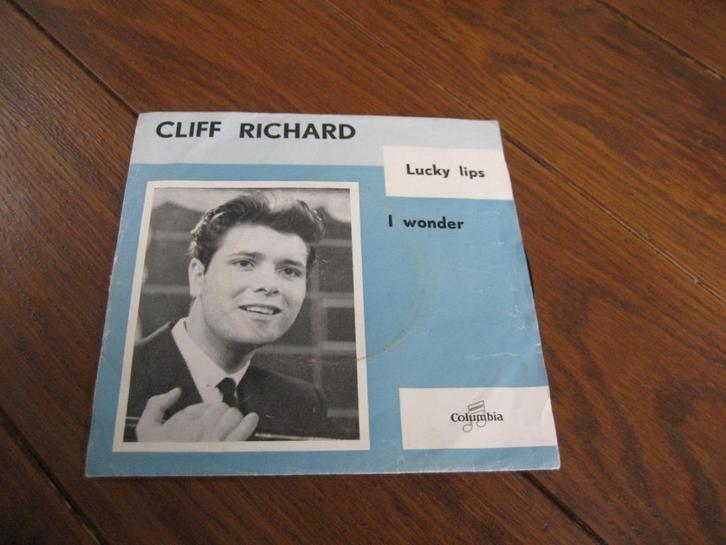 CLIFF RICHARD
Lucky lips
I wonder
Columbia